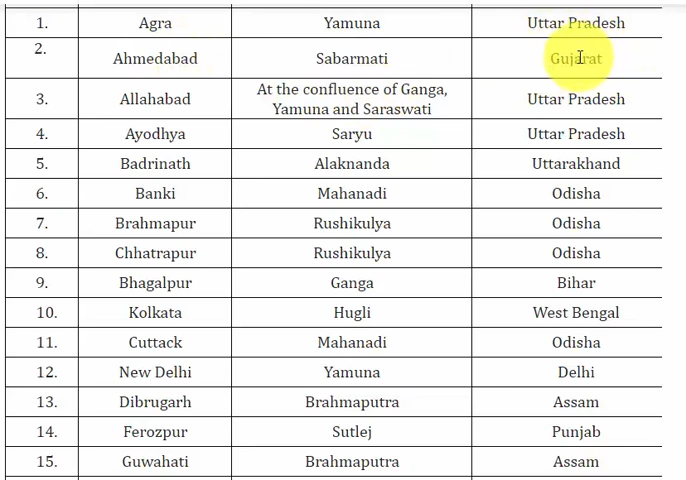 1. Agra Yamuna Uttar Pradesh
2. Ahmedabad Sabarmati Gujarat
3. Allahabad At the confluence of Ganga, Yamuna and Saraswati Uttar Pradesh
4. Ayodhya Saryu Uttar Pradesh
5. Badrinath Alaknanda Uttarakhand
6. Banki Mahanadi Odisha
7. Brahmapur Rushikulya Odisha
8. Chhatrapur Rushikulya Odisha
9. Bhagalpur Ganga Bihar
10. Kolkata Hugli West Bengal
11. Cuttack Mahanadi Odisha
12. New Delhi Yamuna Delhi
13. Dibrugarh Brahmaputra Assam
14. Ferozpur Sutlej Punjab
15. Guwahati Brahmaputra Assam